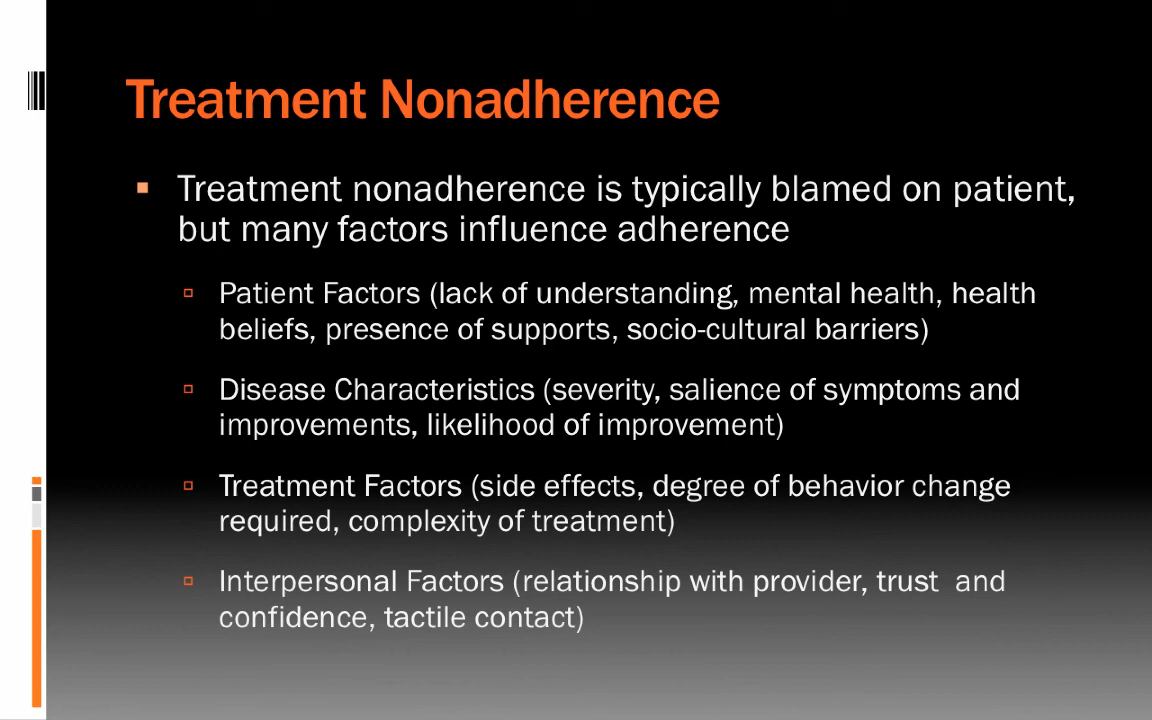 Treatment Nonadherence
Treatment nonadherence is typically blamed on patient,
but many factors influence adherence
Patient Factors (lack of understanding, mental health, health
beliefs, presence of supports, socio-cultural barriers)
Disease Characteristics (severity, salience of symptoms and
improvements, likelihood of improvement)
Treatment Factors (side effects, degree of behavior change
required, complexity of treatment)
Interpersonal Factors (relationship with provider, trust  and
confidence, tactile contact)